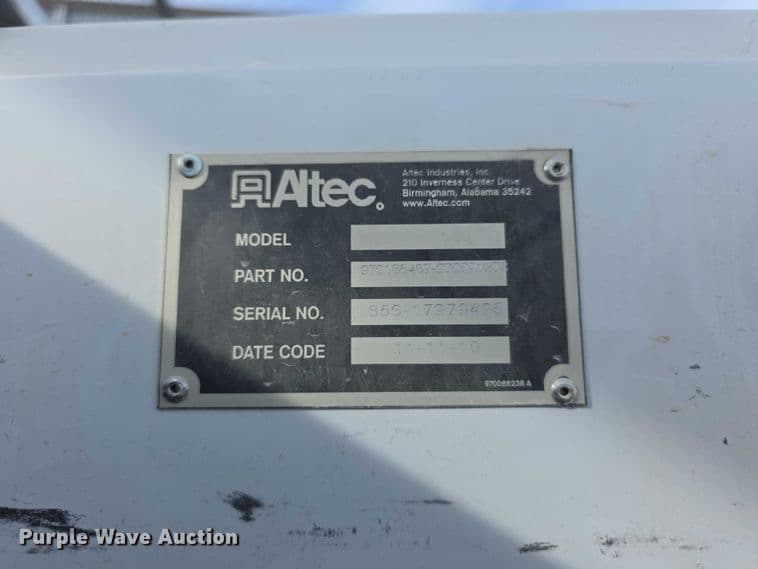 Altec
Altec Industries, Inc.
210 Inverness Center Drive
Birmingham, Alabama 35242
www.Altec.com
MODEL
PART NO.
SERIAL NO.
DATE CODE
970088238 A
Purple Wave Auction